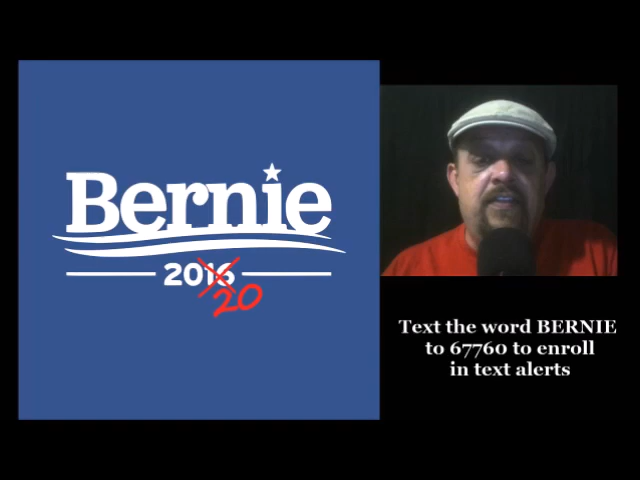 Bernie
2016
20
Text the word BERNIE
to 67760 to enroll
in text alerts